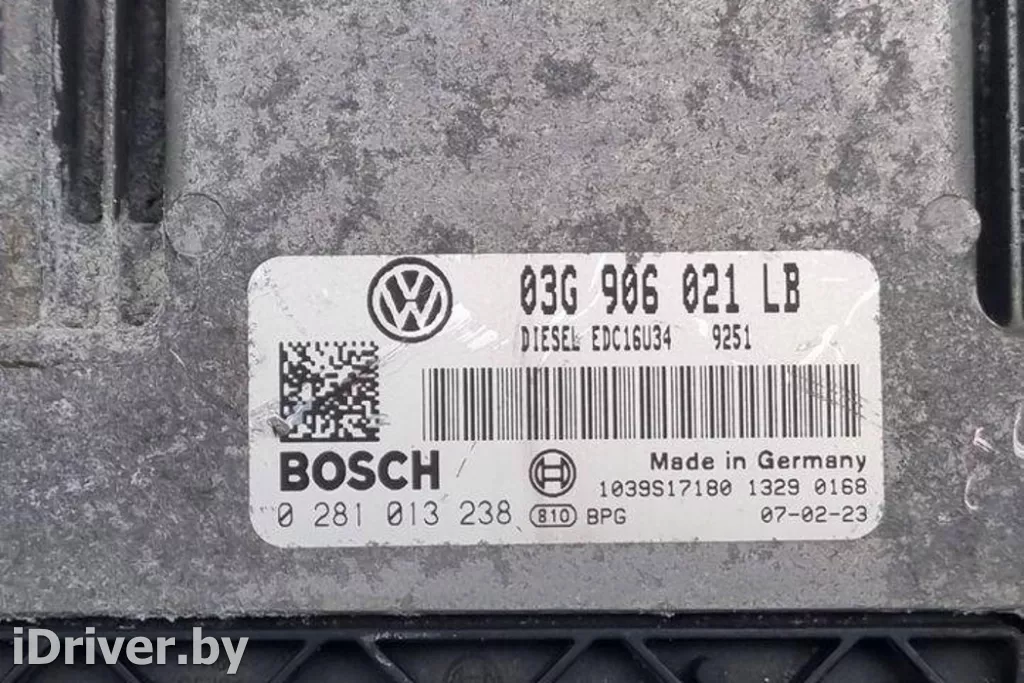 03G 906 021 LB
DIESEL EDC16U34 9251
BOSCH
Made in Germany
1039S17180 1329 0168
0 281 013 238 810 BPG 07-02-23
iDriver.by